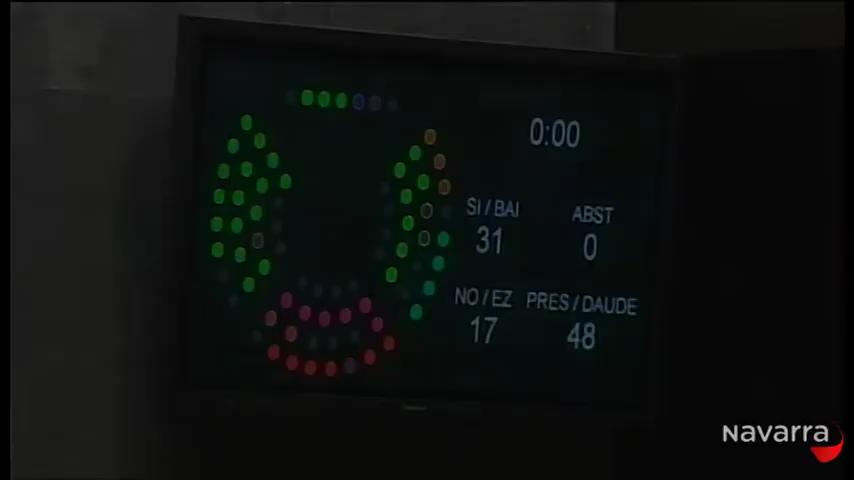 0:00
SI / BAI ABST
31 0
NO / EZ PRES / DAUDE
17 48
Navarra